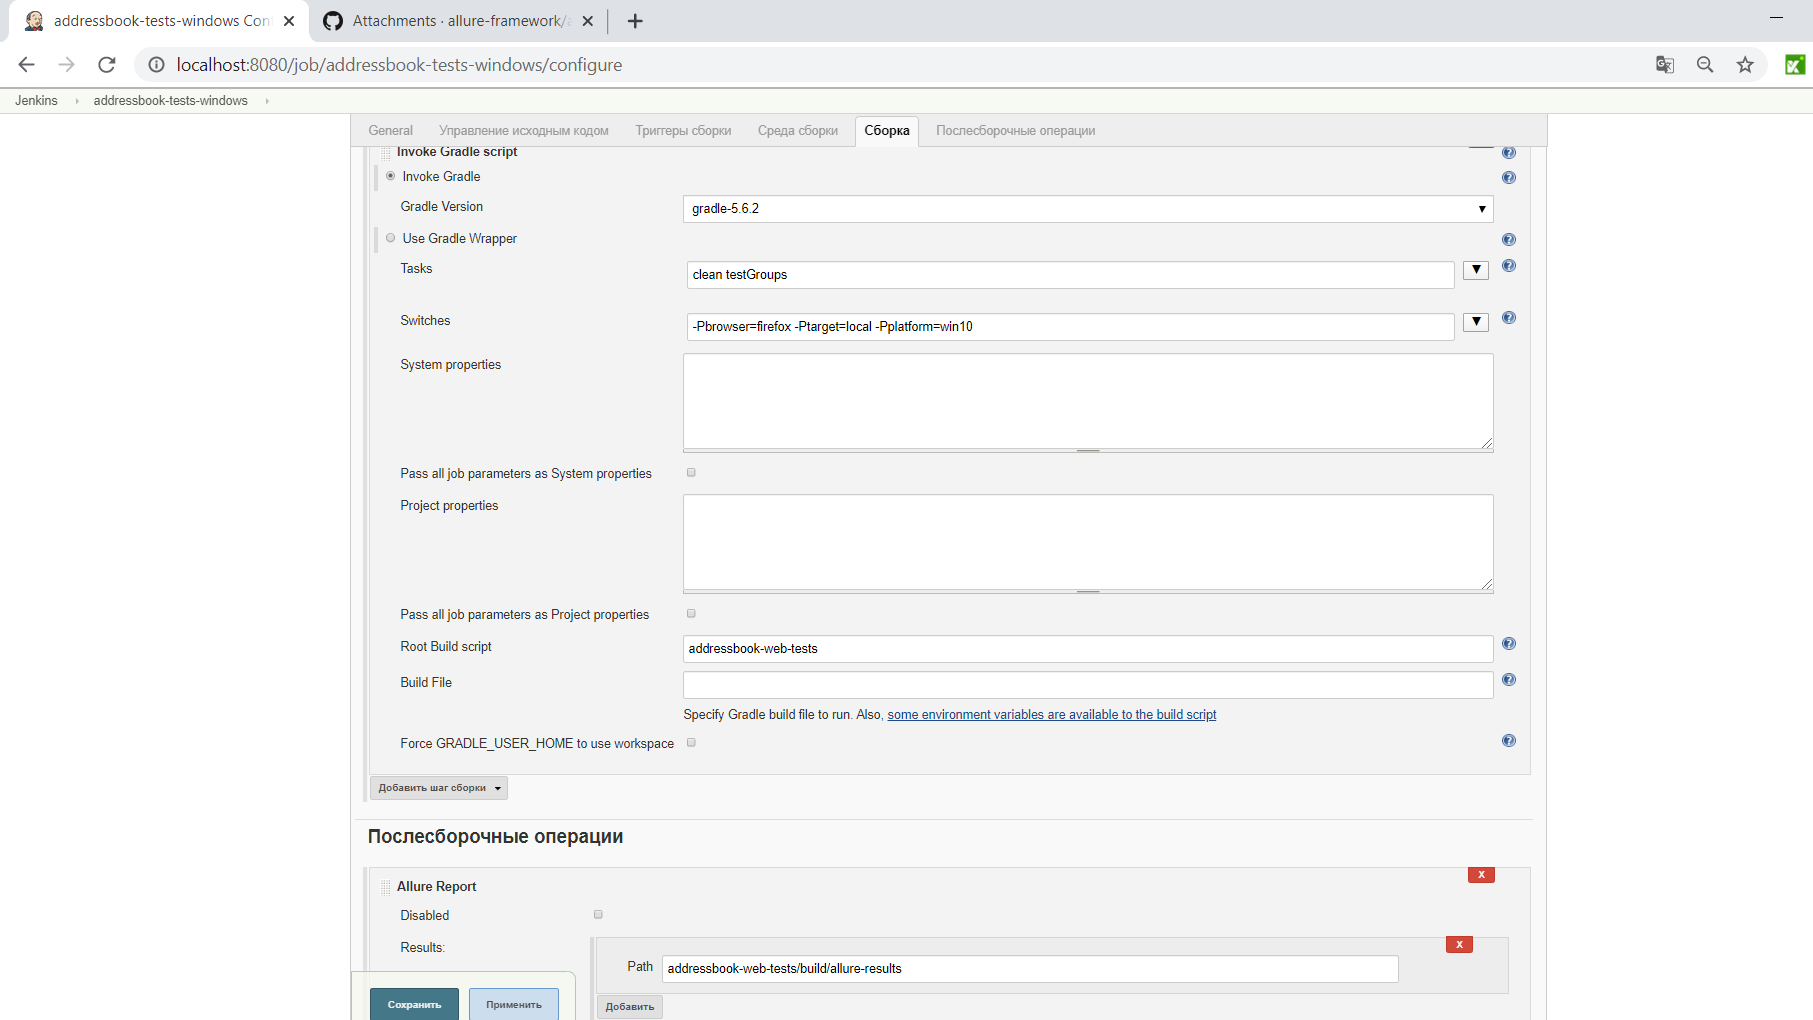 addressbook-tests-windows Con
Attachments · allure-framework/a
localhost:8080/job/addressbook-tests-windows/configure
Jenkins
addressbook-tests-windows
General
Управление исходным кодом
Триггеры сборки
Среда сборки
Сборка
Послесборочные операции
Invoke Gradle script
Invoke Gradle
Gradle Version
gradle-5.6.2
Use Gradle Wrapper
Tasks
clean testGroups
Switches
-Pbrowser=firefox -Ptarget=local -Pplatform=win10
System properties
Pass all job parameters as System properties
Project properties
Pass all job parameters as Project properties
Root Build script
addressbook-web-tests
Build File
Specify Gradle build file to run. Also, some environment variables are available to the build script
Force GRADLE_USER_HOME to use workspace
Добавить шаг сборки
Послесборочные операции
X
Allure Report
Disabled
Results:
X
Path
addressbook-web-tests/build/allure-results
Сохранить
Применить
Добавить